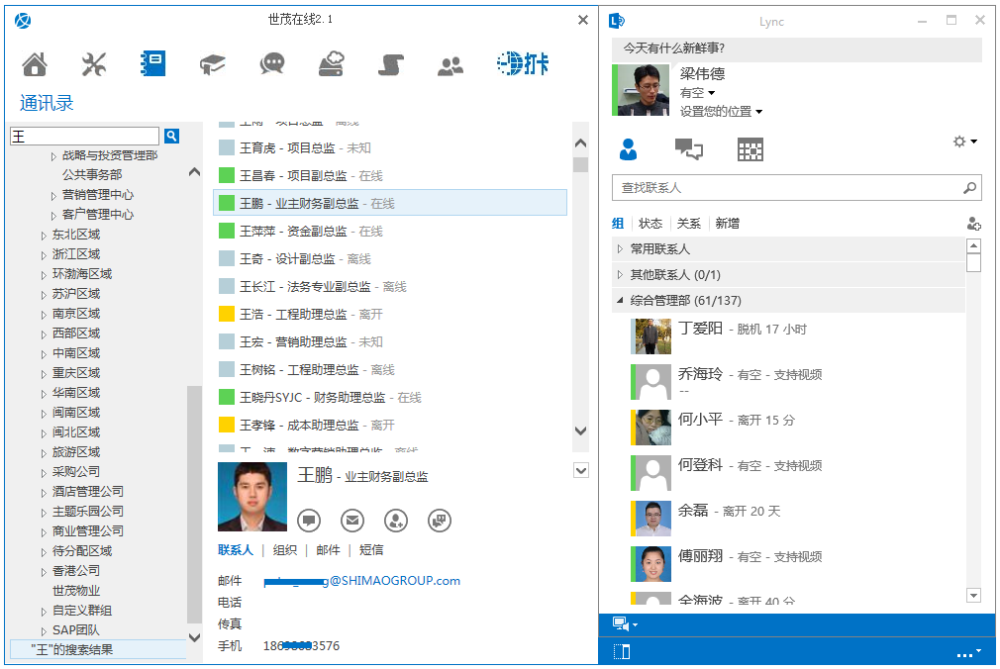 世茂在线2.1
打卡
通讯录
王
战略与投资管理部
公共事务部
营销管理中心
客户管理中心
东北区域
浙江区域
环渤海区域
苏沪区域
南京区域
西部区域
中南区域
重庆区域
华南区域
闽南区域
闽北区域
旅游区域
采购公司
酒店管理公司
主题乐园公司
商业管理公司
待分配区域
香港公司
世茂物业
自定义群组
SAP团队
"王"的搜索结果
王育虎 - 项目总监 - 未知
王昌春 - 项目副总监 - 在线
王鹏 - 业主财务副总监 - 在线
王萍萍 - 资金副总监 - 在线
王奇 - 设计副总监 - 离线
王长江 - 法务专业副总监 - 离线
王浩 - 工程助理总监 - 离开
王宏 - 营销助理总监 - 未知
王树铭 - 工程助理总监 - 离线
王晓丹SYJC - 财务助理总监 - 在线
王孝锋 - 成本助理总监 - 离开
王鹏 - 业主财务副总监
联系人 | 组织 | 邮件 | 短信
邮件 @SHIMAOGROUP.com
电话
传真
手机 18 3576
Lync
今天有什么新鲜事?
梁伟德
有空
设置您的位置
查找联系人
组 状态 关系 新增
常用联系人
其他联系人 (0/1)
综合管理部 (61/137)
丁爱阳 - 脱机 17 小时
乔海玲 - 有空 - 支持视频
--
何小平 - 离开 15 分
何登科 - 有空 - 支持视频
余磊 - 离开 20 天
傅丽翔 - 有空 - 支持视频
全海波 - 离开 40 分